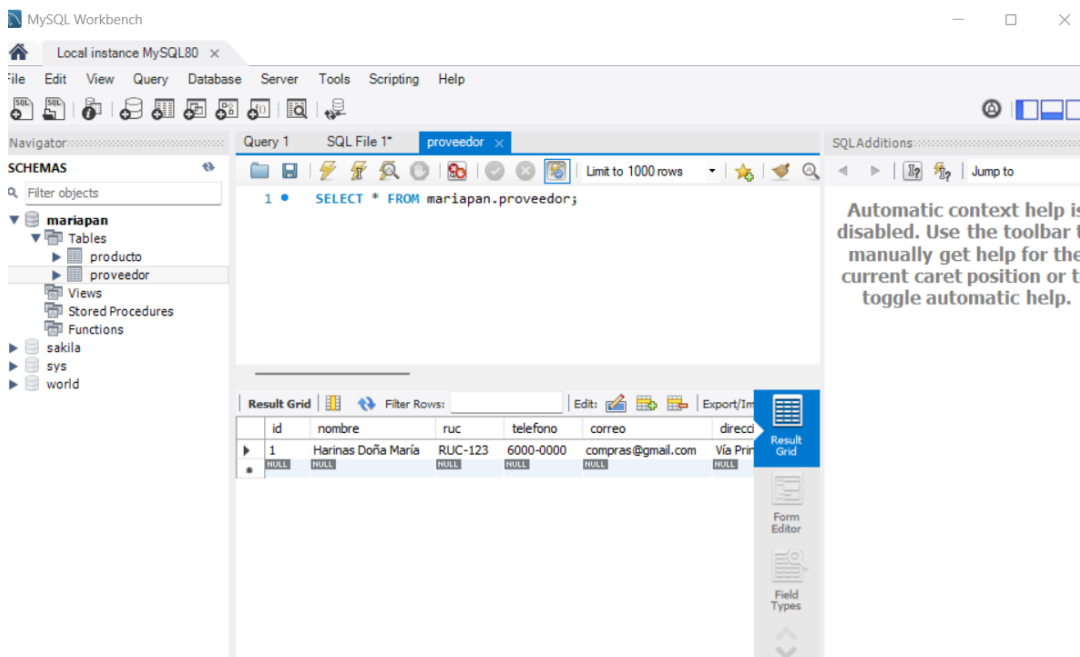 MySQL Workbench
Local instance MySQL80
File Edit View Query Database Server Tools Scripting Help
Navigator
Query 1 SQL File 1* proveedor
SQLAdditions
SCHEMAS
Limit to 1000 rows
Jump to
Filter objects
1 SELECT * FROM mariapan.proveedor;
mariapan
Tables
producto
proveedor
Views
Stored Procedures
Functions
sakila
sys
world
Automatic context help is
disabled. Use the toolbar t
manually get help for the
current caret position or t
toggle automatic help.
Result Grid Filter Rows: Edit: Export/Im
id nombre ruc telefono correo direcci
1 Harinas Doña María RUC-123 6000-0000 compras@gmail.com Vía Prin
NULL NULL NULL NULL NULL NULL
Result
Grid
Form
Editor
Field
Types